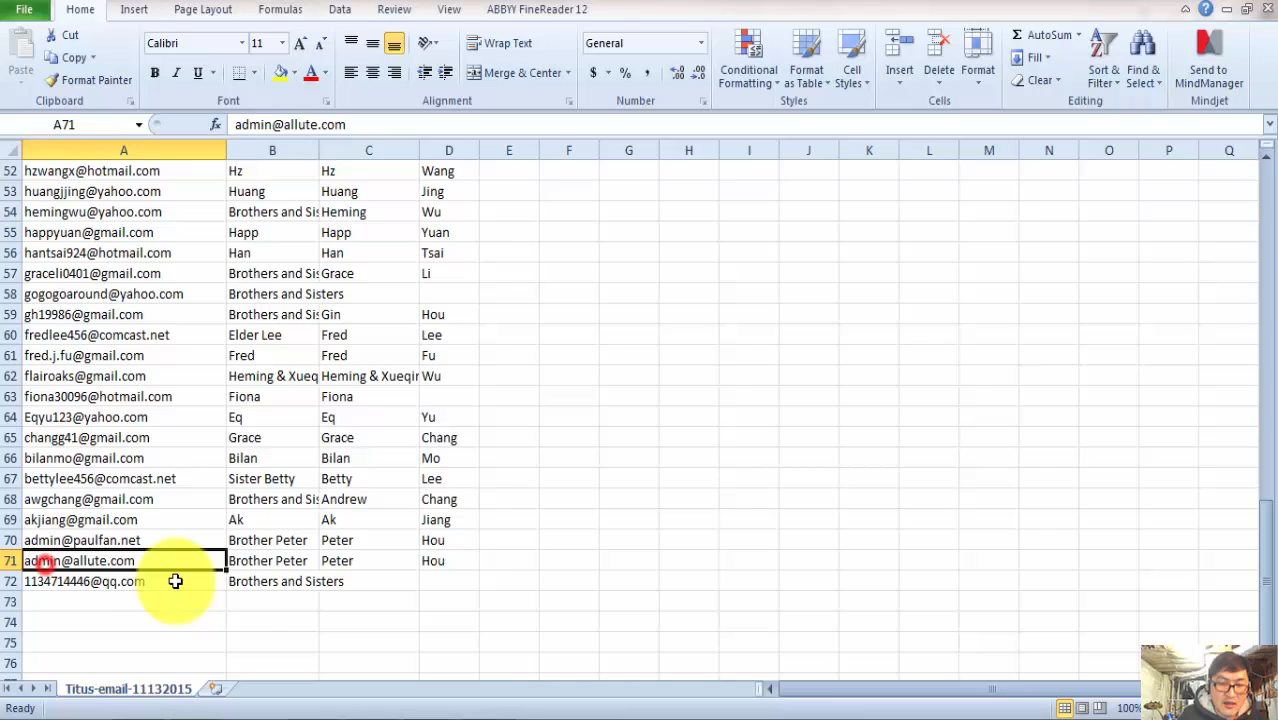 File Home Insert Page Layout Formulas Data Review View ABBYY FineReader 12
Cut Calibri 11 Wrap Text General AutoSum
Copy Fill
Format Painter Merge & Center Clear
Paste Conditional Formatting Format as Table Cell Styles Insert Delete Format Sort & Filter Find & Select Send to MindManager
Clipboard Font Alignment Number Styles Cells Editing Mindjet
A71 fx admin@allute.com
A B C D E F G H I J K L M N O P Q
52 hzwangx@hotmail.com Hz Hz Wang
53 huangjjing@yahoo.com Huang Huang Jing
54 hemingwu@yahoo.com Brothers and Sis Heming Wu
55 happyuan@gmail.com Happ Happ Yuan
56 hantsai924@hotmail.com Han Han Tsai
57 graceli0401@gmail.com Brothers and Sis Grace Li
58 gogogoaround@yahoo.com Brothers and Sisters
59 gh19986@gmail.com Brothers and Sis Gin Hou
60 fredlee456@comcast.net Elder Lee Fred Lee
61 fred.j.fu@gmail.com Fred Fred Fu
62 flairoaks@gmail.com Heming & Xueq Heming & Xueqir Wu
63 fiona30096@hotmail.com Fiona Fiona
64 Eqyu123@yahoo.com Eq Eq Yu
65 changg41@gmail.com Grace Grace Chang
66 bilanmo@gmail.com Bilan Bilan Mo
67 bettylee456@comcast.net Sister Betty Betty Lee
68 awgchang@gmail.com Brothers and Sis Andrew Chang
69 akjiang@gmail.com Ak Ak Jiang
70 admin@paulfan.net Brother Peter Peter Hou
71 admin@allute.com Brother Peter Peter Hou
72 1134714446@qq.com Brothers and Sisters
73
74
75
76
Titus-email-11132015
Ready 100%